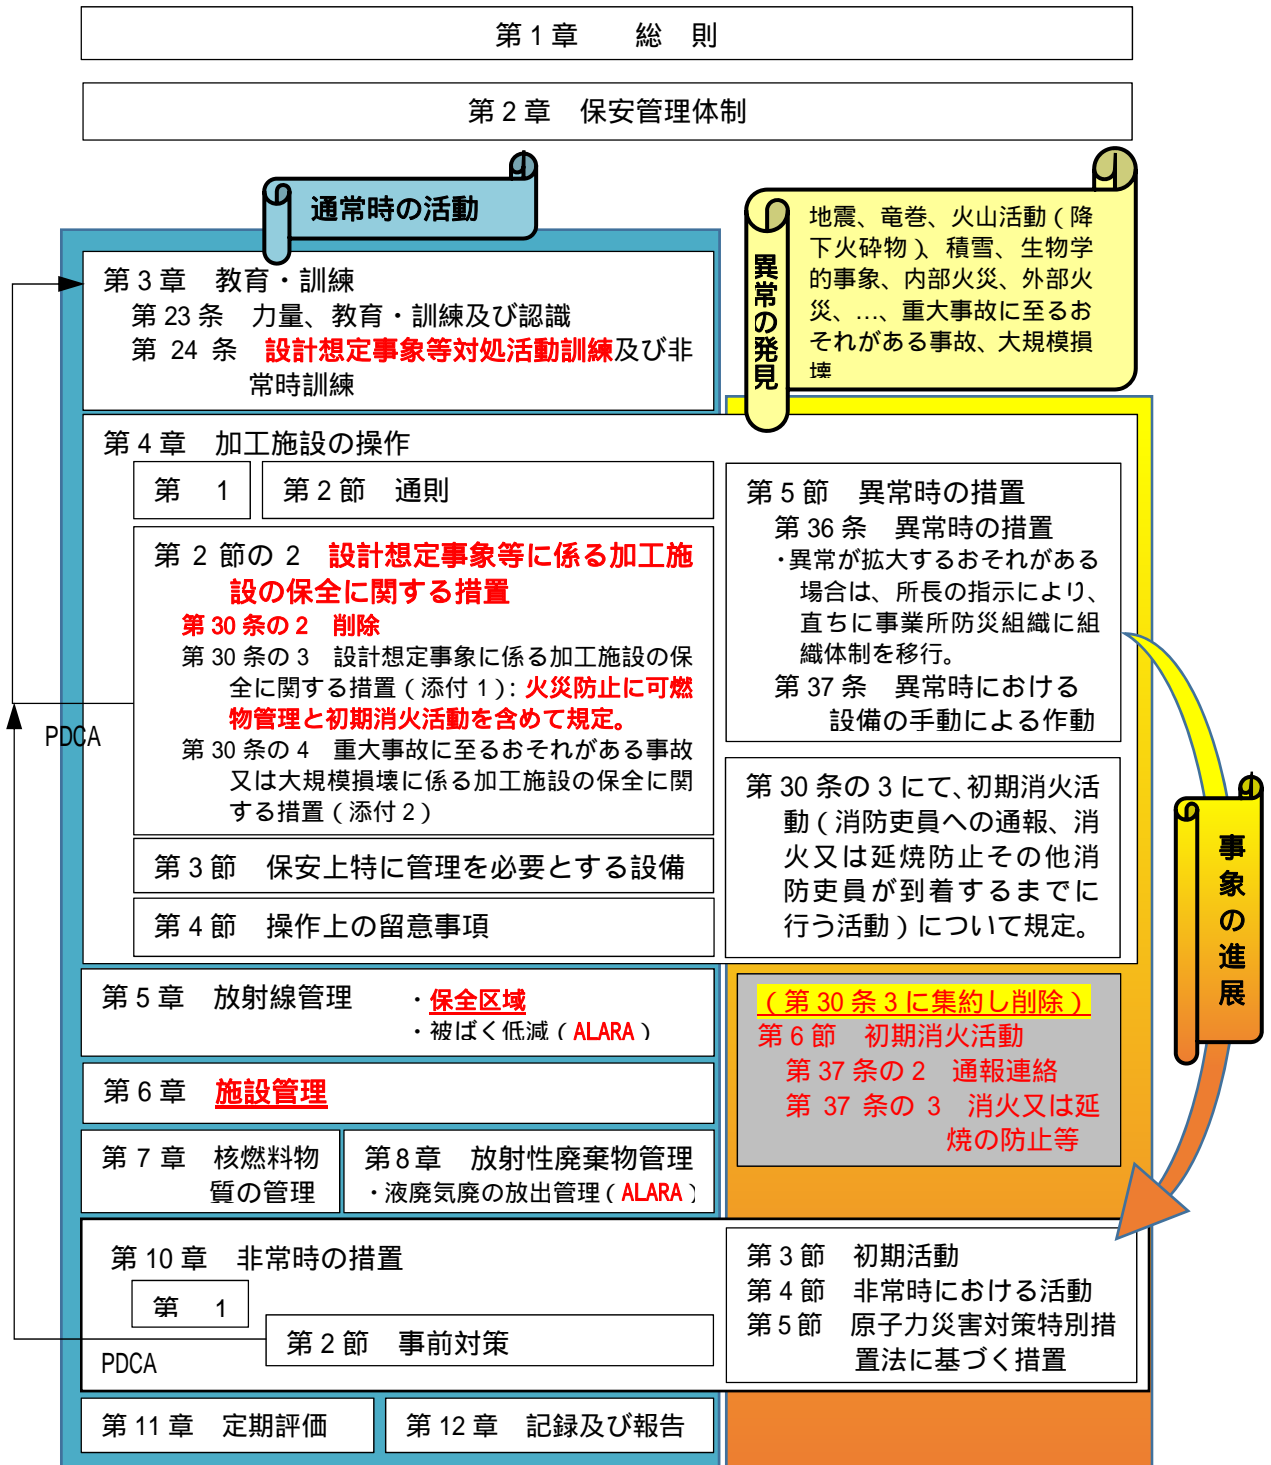 第1章　総　則
第2章　保安管理体制
通常時の活動
第3章　教育・訓練
第23条　力量、教育・訓練及び認識
第24条　設計想定事象等対処活動訓練及び非
常時訓練
異常の発見
地震、竜巻、火山活動（降
下火砕物）、積雪、生物学
的事象、内部火災、外部火
災、…、重大事故に至るお
それがある事故、大規模損
壊
第4章　加工施設の操作
第　1
第2節　通則
第2節の2　設計想定事象等に係る加工施
設の保全に関する措置
第30条の2　削除
第30条の3　設計想定事象に係る加工施設の保
全に関する措置（添付1）：火災防止に可燃
物管理と初期消火活動を含めて規定。
第30条の4　重大事故に至るおそれがある事故
又は大規模損壊に係る加工施設の保全に関
する措置（添付2）
PDCA
第3節　保安上特に管理を必要とする設備
第4節　操作上の留意事項
第5節　異常時の措置
第36条　異常時の措置
・異常が拡大するおそれがある
場合は、所長の指示により、
直ちに事業所防災組織に組
織体制を移行。
第37条　異常時における
設備の手動による作動
第30条の3にて、初期消火活
動（消防吏員への通報、消
火又は延焼防止その他消
防吏員が到着するまでに
行う活動）について規定。
事象の進展
第5章　放射線管理
・保全区域
・被ばく低減（ALARA）
（第30条3に集約し削除）
第6節　初期消火活動
第37条の2　通報連絡
第37条の3　消火又は延
焼の防止等
第6章　施設管理
第7章　核燃料物
質の管理
第8章　放射性廃棄物管理
・液廃気廃の放出管理（ALARA）
第10章　非常時の措置
第　1
第2節　事前対策
PDCA
第3節　初期活動
第4節　非常時における活動
第5節　原子力災害対策特別措
置法に基づく措置
第11章　定期評価
第12章　記録及び報告